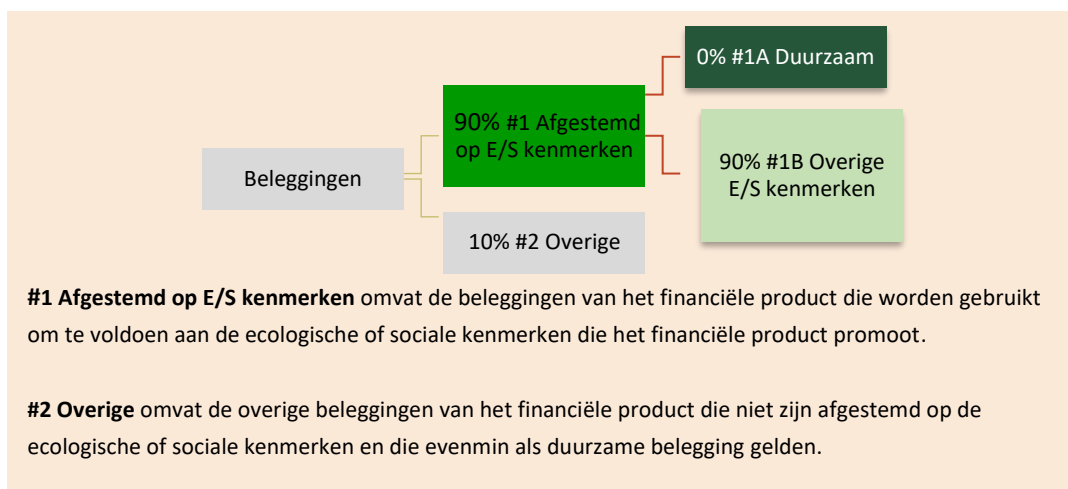 0% #1A Duurzaam
90% #1 Afgestemd
op E/S kenmerken
90% #1B Overige
E/S kenmerken
Beleggingen
10% #2 Overige
#1 Afgestemd op E/S kenmerken omvat de beleggingen van het financiële product die worden gebruikt
om te voldoen aan de ecologische of sociale kenmerken die het financiële product promoot.
#2 Overige omvat de overige beleggingen van het financiële product die niet zijn afgestemd op de
ecologische of sociale kenmerken en die evenmin als duurzame belegging gelden.